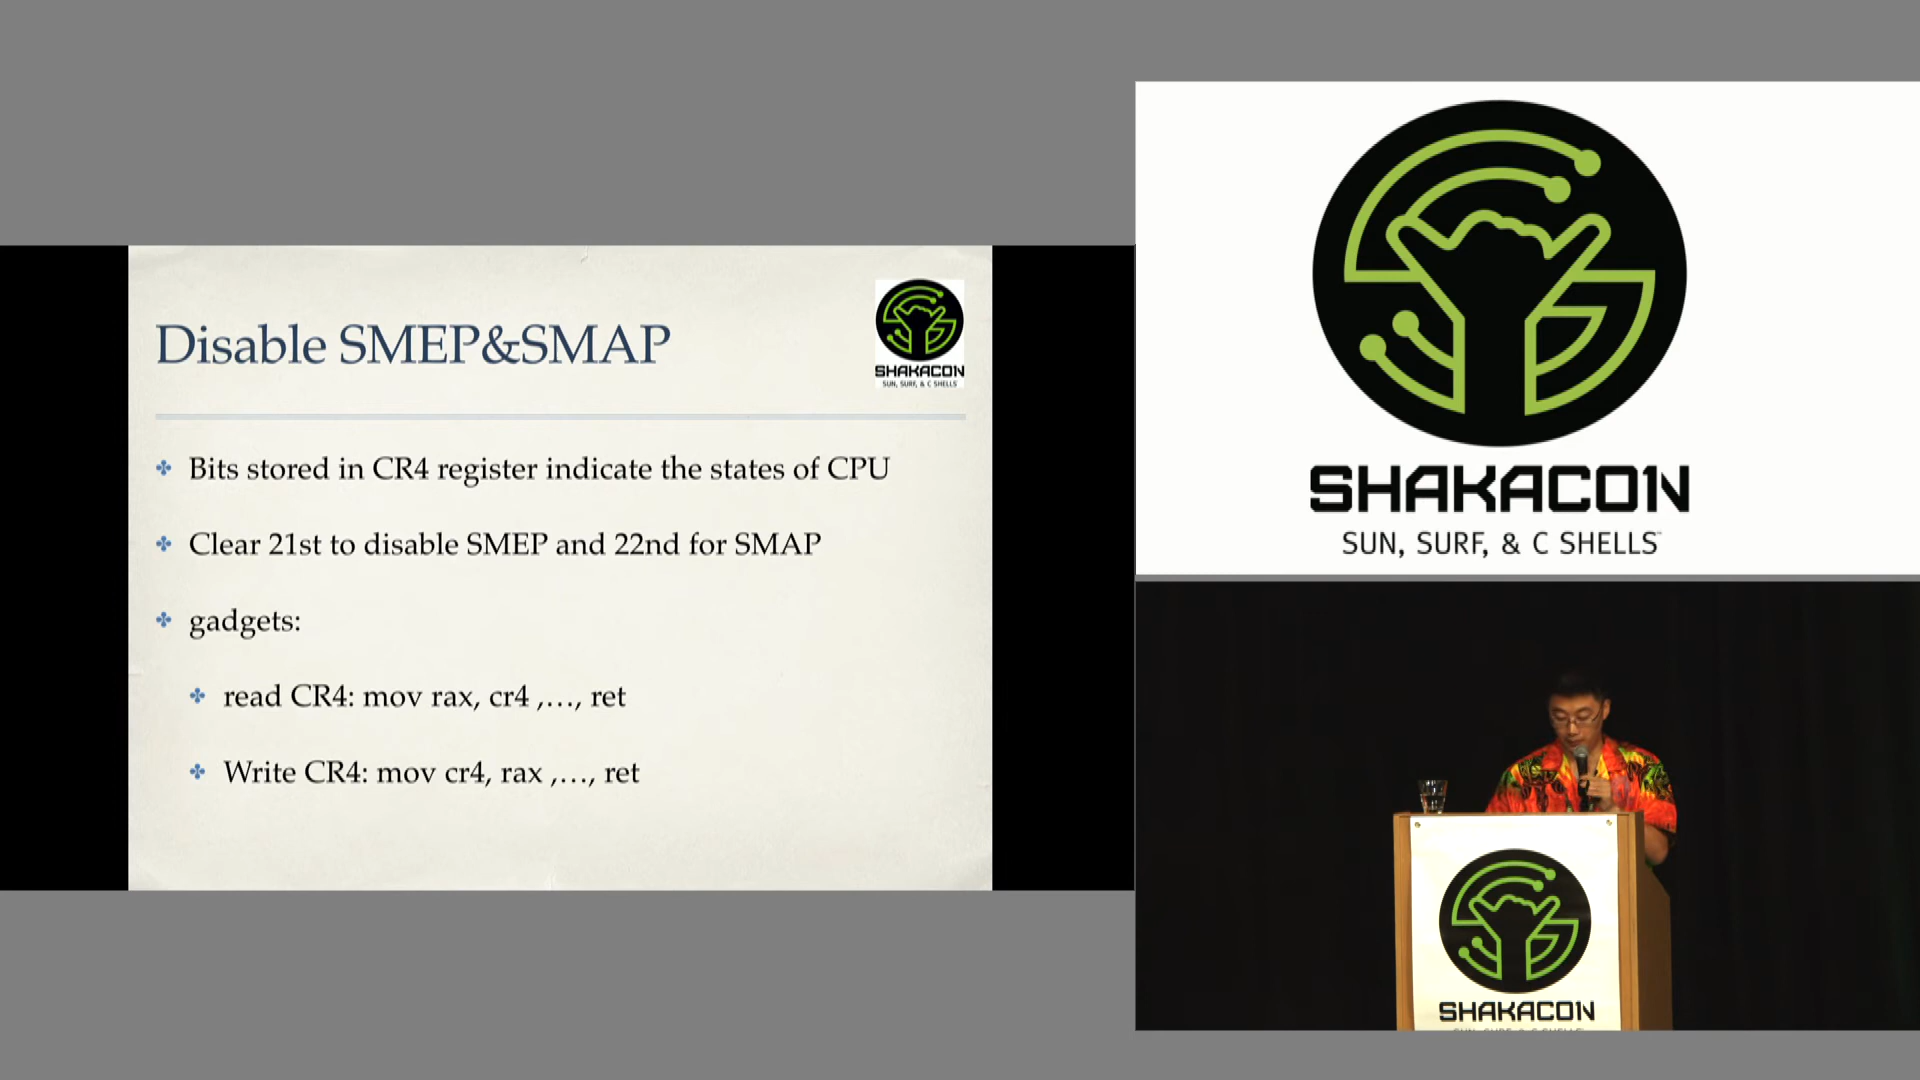 Disable SMEP&SMAP
SHAKACON
SUN, SURF, & C SHELLS
Bits stored in CR4 register indicate the states of CPU
Clear 21st to disable SMEP and 22nd for SMAP
gadgets:
read CR4: mov rax, cr4 ,…, ret
Write CR4: mov cr4, rax ,…, ret
SHAKACON
SUN, SURF, & C SHELLS
SHAKACON